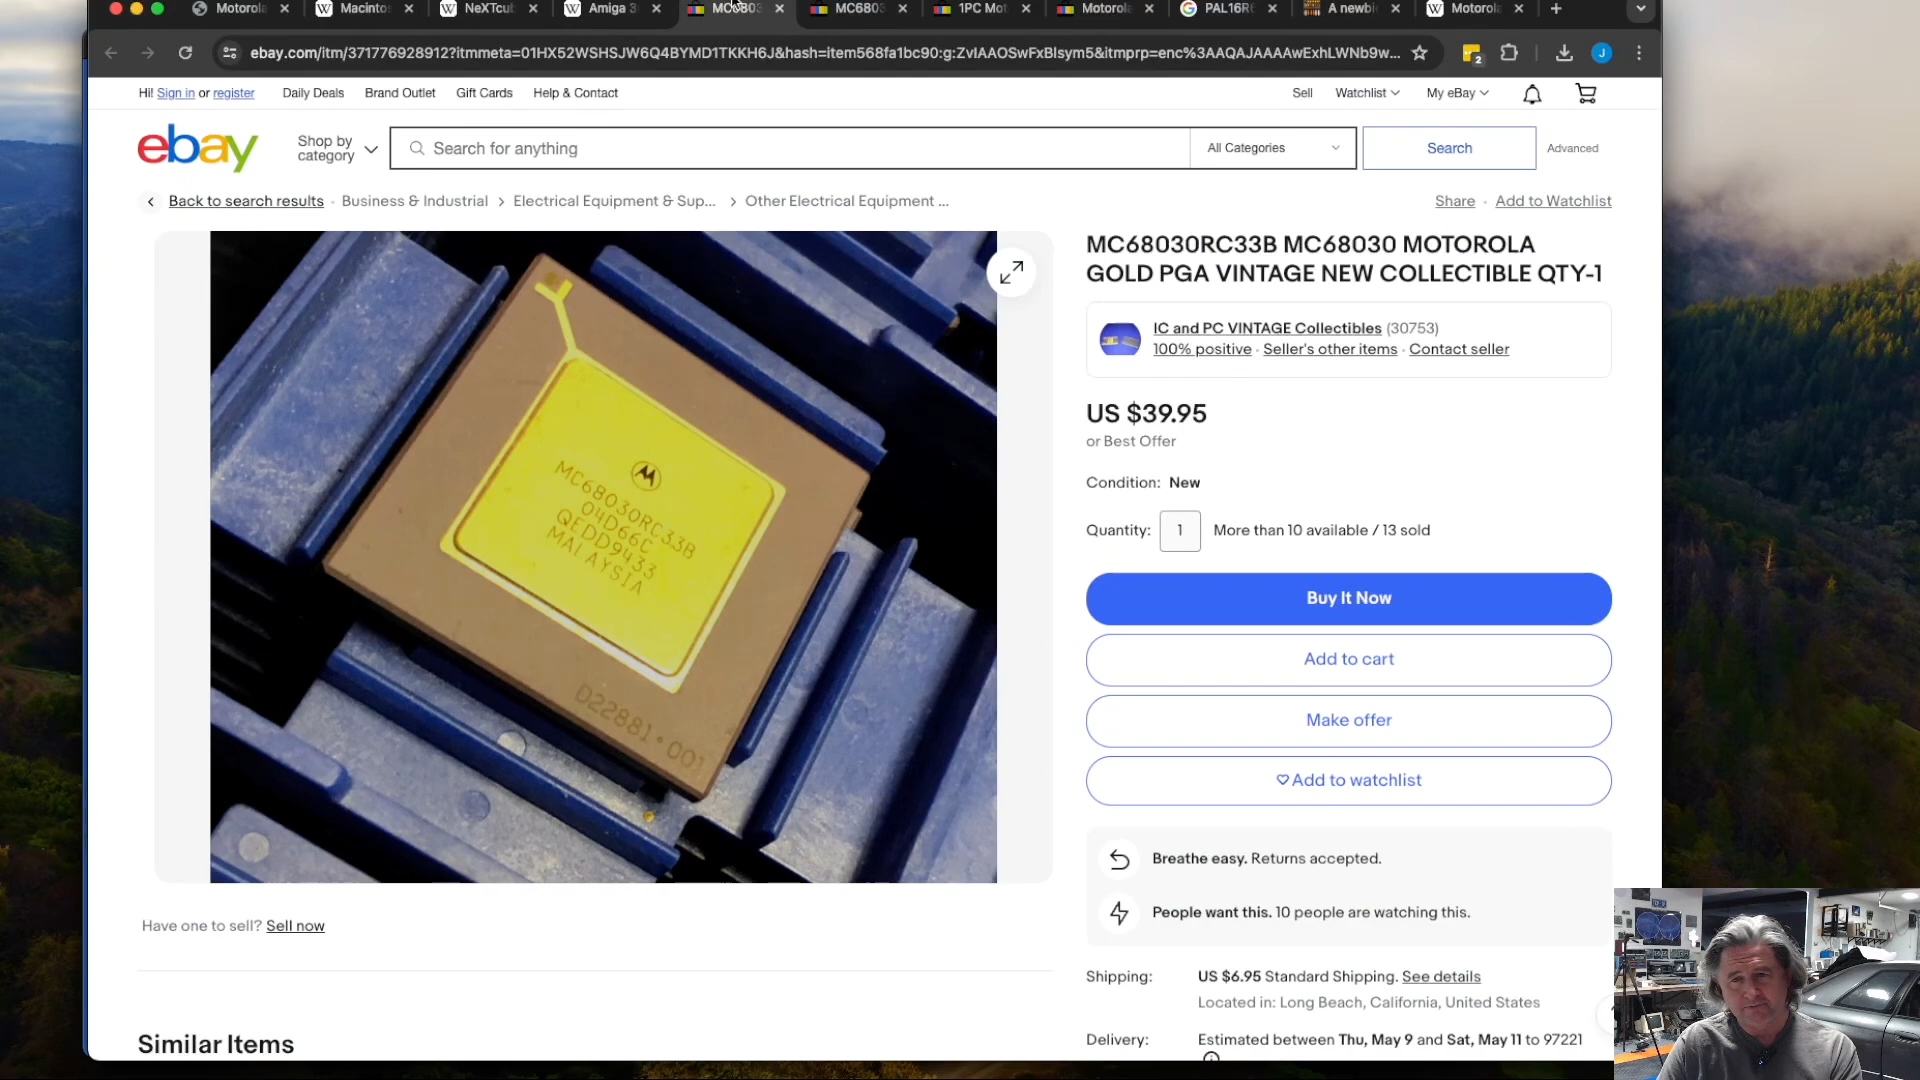 Motorola
Macintos
NeXTcub
Amiga 3
MC6803
MC6803
1PC Mot
Motorola
PAL16R
A newbi
Motorola
ebay.com/itm/371776928912?itmmeta=01HX52WSHSJW6Q4BYMD1TKKH6J&hash=item568fa1bc90:g:ZvIAAOSwFxBlsym5&itmprp=enc%3AAQAJAAAAwExhLWNb9w...
2
J
Hi! Sign in or register
Daily Deals
Brand Outlet
Gift Cards
Help & Contact
Sell
Watchlist
My eBay
ebay
Shop by
category
Search for anything
All Categories
Search
Advanced
Back to search results
Business & Industrial
Electrical Equipment & Sup...
Other Electrical Equipment ...
Share
Add to Watchlist
MC68030RC33B
04D66C
QEDD9433
MALAYSIA
D22881·001
MC68030RC33B MC68030 MOTOROLA
GOLD PGA VINTAGE NEW COLLECTIBLE QTY-1
IC and PC VINTAGE Collectibles (30753)
100% positive · Seller's other items · Contact seller
US $39.95
or Best Offer
Condition: New
Quantity: 1 More than 10 available / 13 sold
Buy It Now
Add to cart
Make offer
Add to watchlist
Breathe easy. Returns accepted.
People want this. 10 people are watching this.
Shipping: US $6.95 Standard Shipping. See details
Located in: Long Beach, California, United States
Delivery: Estimated between Thu, May 9 and Sat, May 11 to 97221
Have one to sell? Sell now
Similar Items